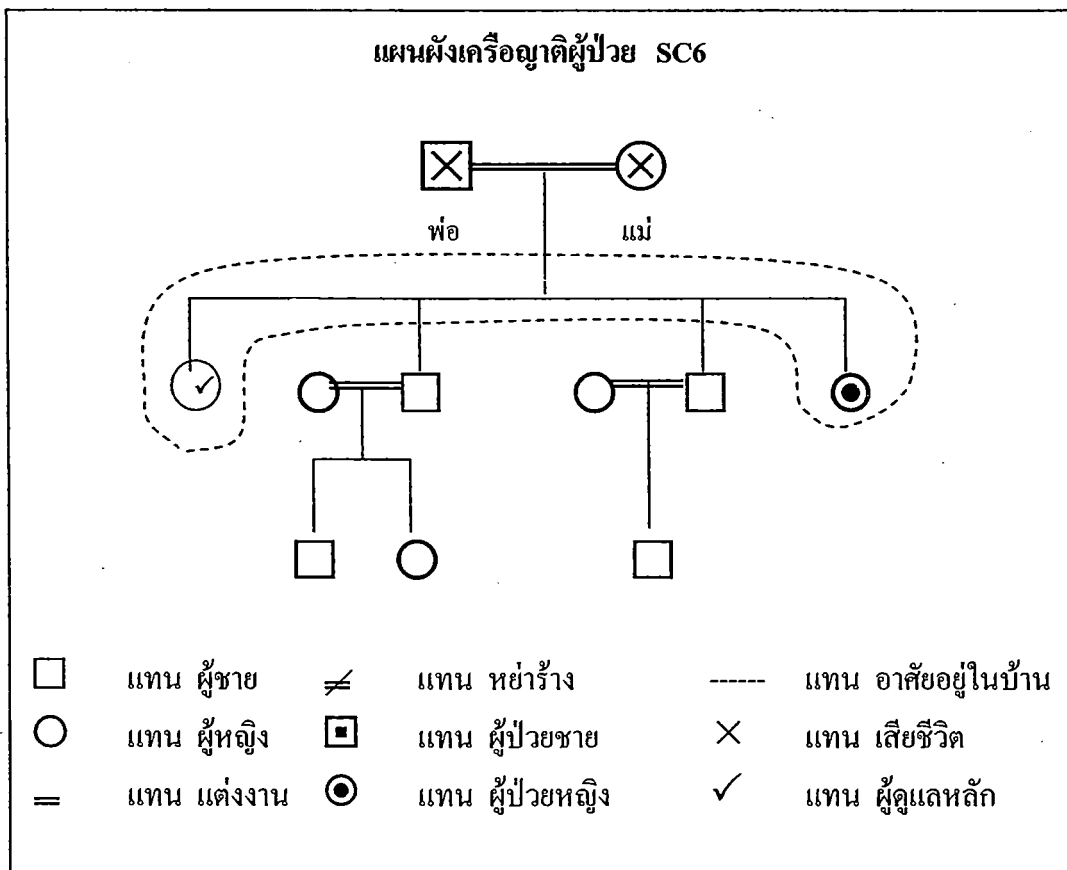 แผนผังเครือญาติผู้ป่วย SC6
พ่อ แม่
แทน ผู้ชาย แทน หย่าร้าง แทน อาศัยอยู่ในบ้าน
แทน ผู้หญิง แทน ผู้ป่วยชาย แทน เสียชีวิต
แทน แต่งงาน แทน ผู้ป่วยหญิง แทน ผู้ดูแลหลัก